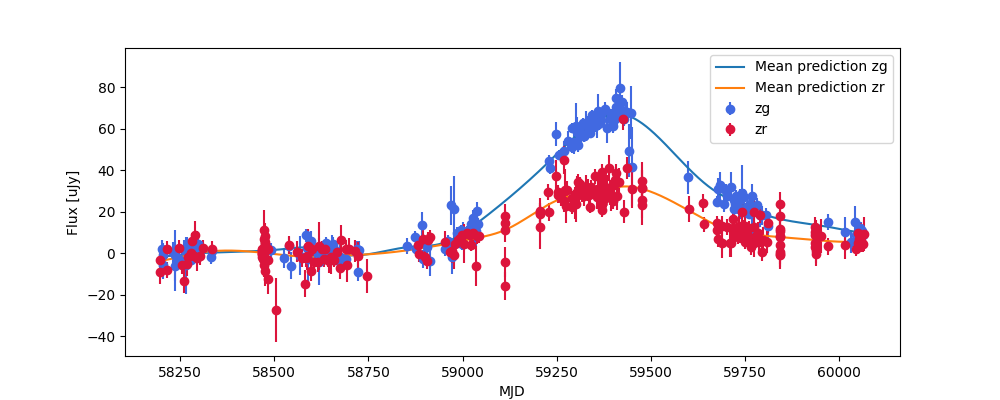 Mean prediction zg
Mean prediction zr
zg
zr
Flux [uJy]
80
60
40
20
0
−20
−40
58250
58500
58750
59000
59250
59500
59750
60000
MJD